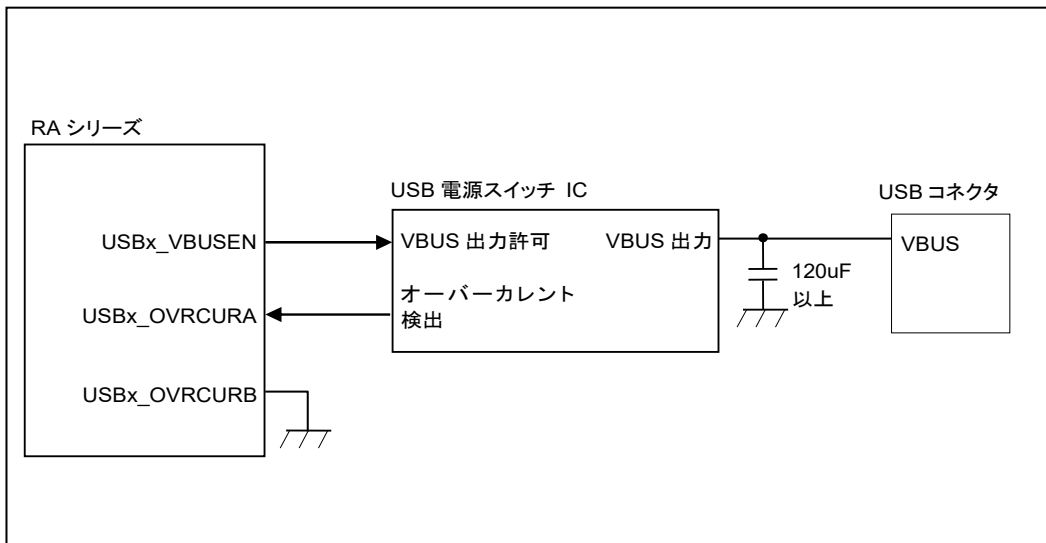 RA シリーズ
USB 電源スイッチ IC
USB コネクタ
USBx_VBUSEN
VBUS 出力許可
VBUS 出力
VBUS
120uF
以上
USBx_OVRCURA
オーバーカレント
検出
USBx_OVRCURB